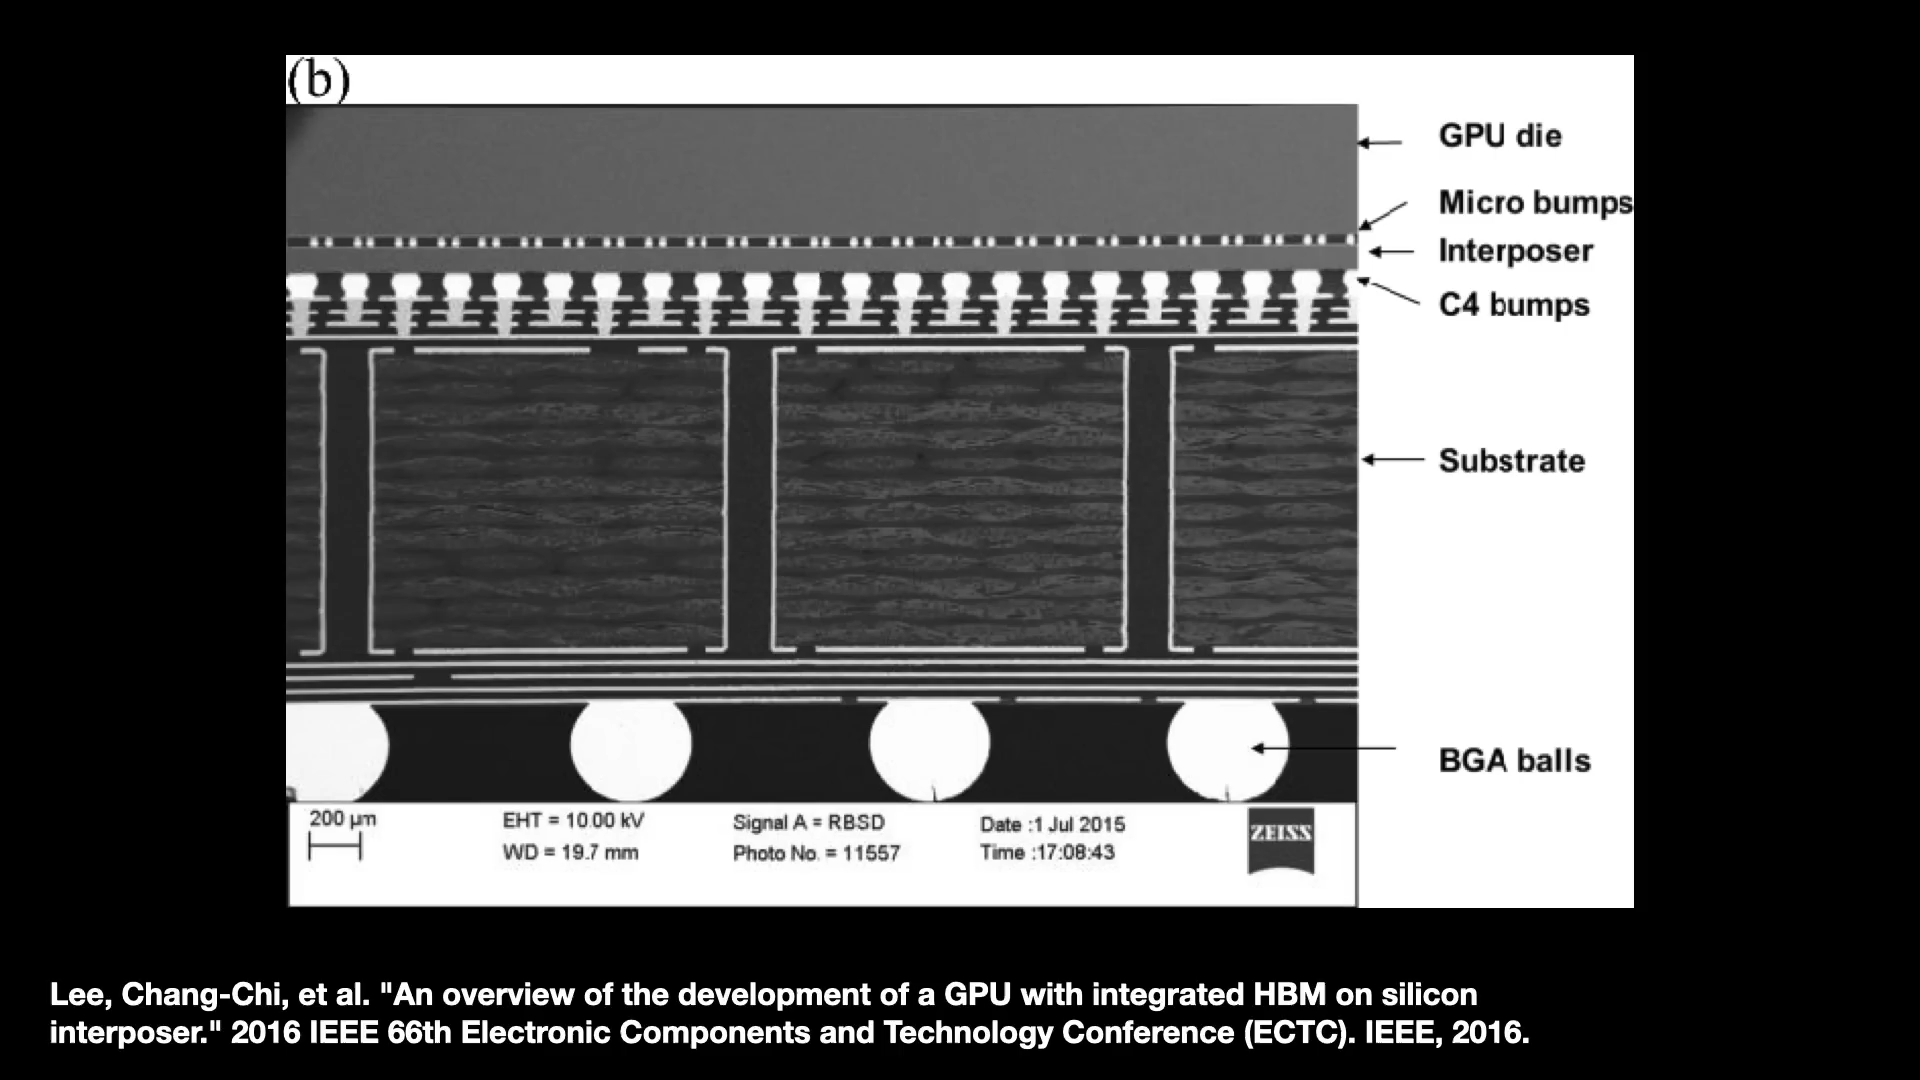 (b)
GPU die
Micro bumps
Interposer
C4 bumps
Substrate
BGA balls
200 µm
EHT = 10.00 kV
WD = 19.7 mm
Signal A = RBSD
Photo No. = 11557
Date :1 Jul 2015
Time :17:08:43
ZEISS
Lee, Chang-Chi, et al. "An overview of the development of a GPU with integrated HBM on silicon
interposer." 2016 IEEE 66th Electronic Components and Technology Conference (ECTC). IEEE, 2016.